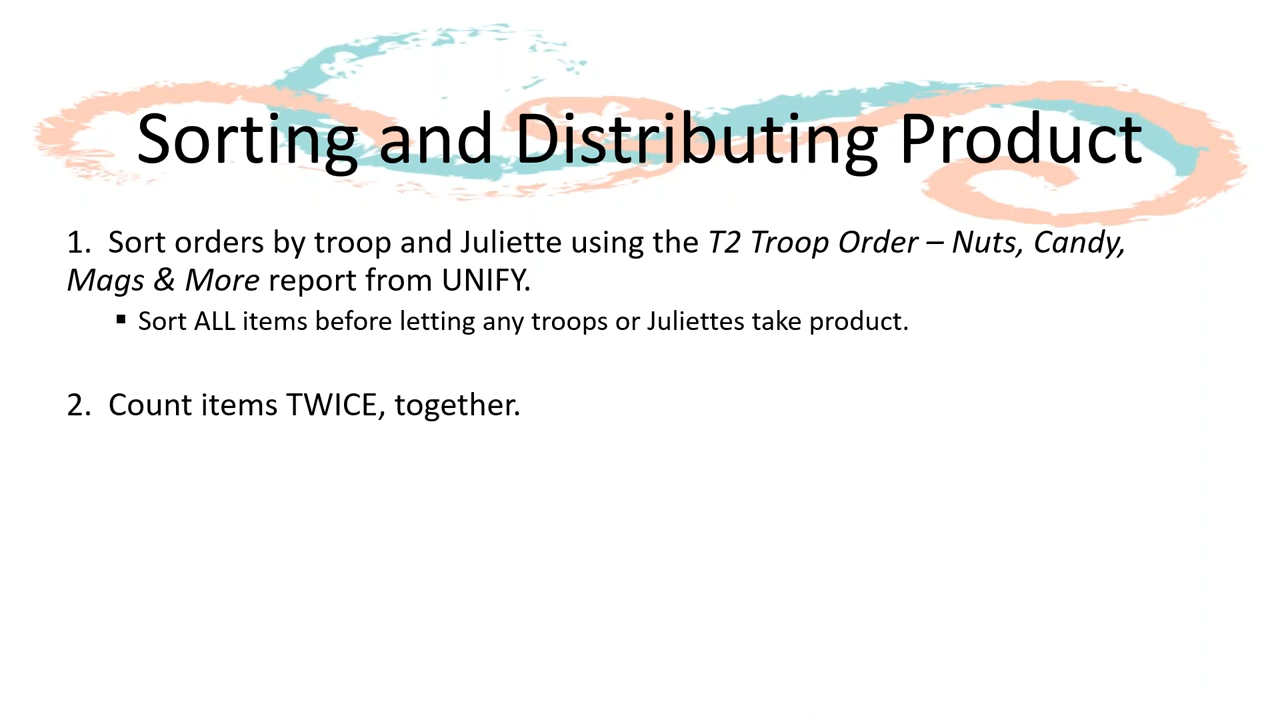 Sorting and Distributing Product
1. Sort orders by troop and Juliette using the T2 Troop Order – Nuts, Candy,
Mags & More report from UNIFY.
▪ Sort ALL items before letting any troops or Juliettes take product.
2. Count items TWICE, together.